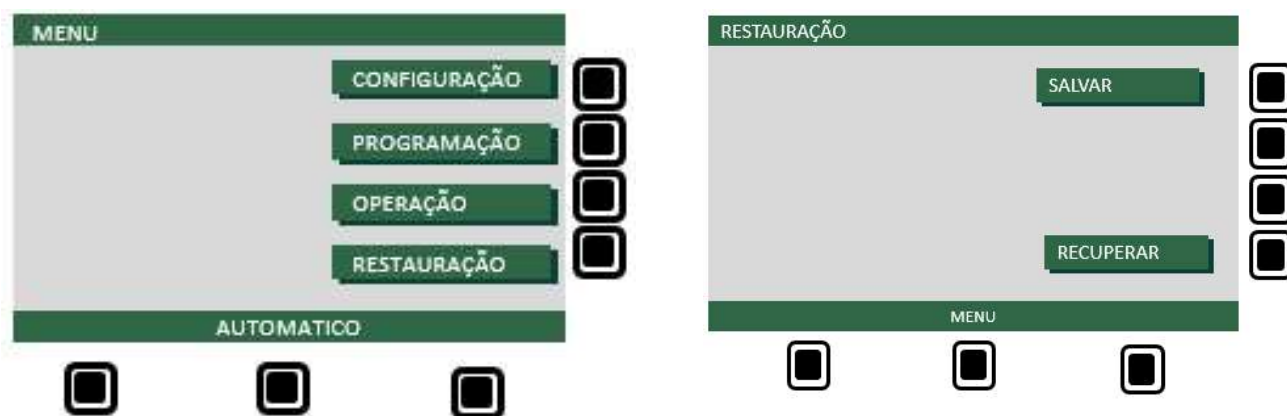 MENU
CONFIGURAÇÃO
PROGRAMAÇÃO
OPERAÇÃO
RESTAURAÇÃO
AUTOMATICO
RESTAURAÇÃO
SALVAR
RECUPERAR
MENU